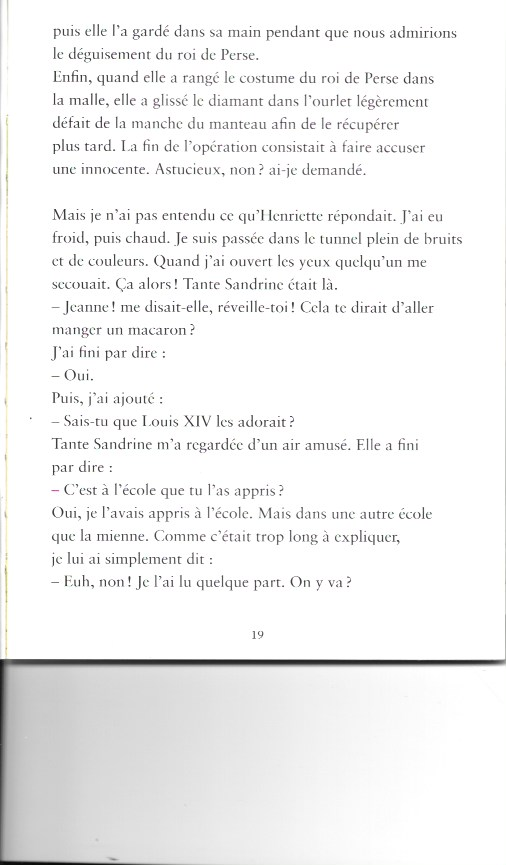 puis elle l'a gardé dans sa main pendant que nous admirions
le déguisement du roi de Perse.
Enfin, quand elle a rangé le costume du roi de Perse dans
la malle, elle a glissé le diamant dans l'ourlet légèrement
défait de la manche du manteau afin de le récupérer
plus tard. La fin de l'opération consistait à faire accuser
une innocente. Astucieux, non ? ai-je demandé.
Mais je n'ai pas entendu ce qu'Henriette répondait. J'ai eu
froid, puis chaud. Je suis passée dans le tunnel plein de bruits
et de couleurs. Quand j'ai ouvert les yeux quelqu'un me
secouait. Ça alors ! Tante Sandrine était là.
– Jeanne ! me disait-elle, réveille-toi ! Cela te dirait d'aller
manger un macaron ?
J'ai fini par dire :
– Oui.
Puis, j'ai ajouté :
– Sais-tu que Louis XIV les adorait ?
Tante Sandrine m'a regardée d'un air amusé. Elle a fini
par dire :
– C'est à l'école que tu l'as appris ?
Oui, je l'avais appris à l'école. Mais dans une autre école
que la mienne. Comme c'était trop long à expliquer,
je lui ai simplement dit :
– Euh, non ! Je l'ai lu quelque part. On y va ?
19